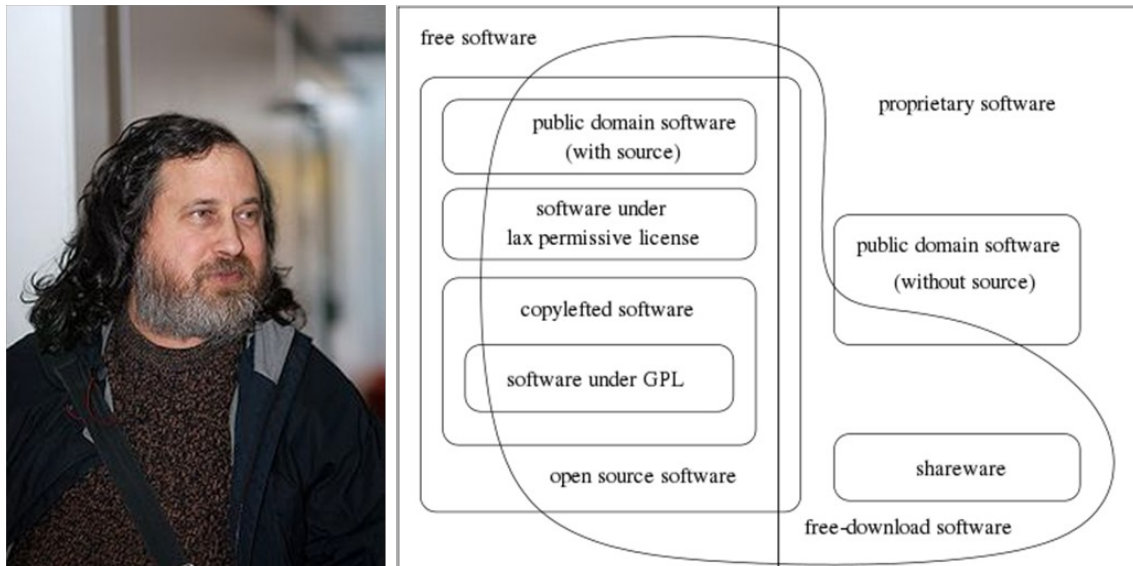 free software
proprietary software
public domain software
(with source)
software under
lax permissive license
public domain software
(without source)
copylefted software
software under GPL
shareware
open source software
free-download software